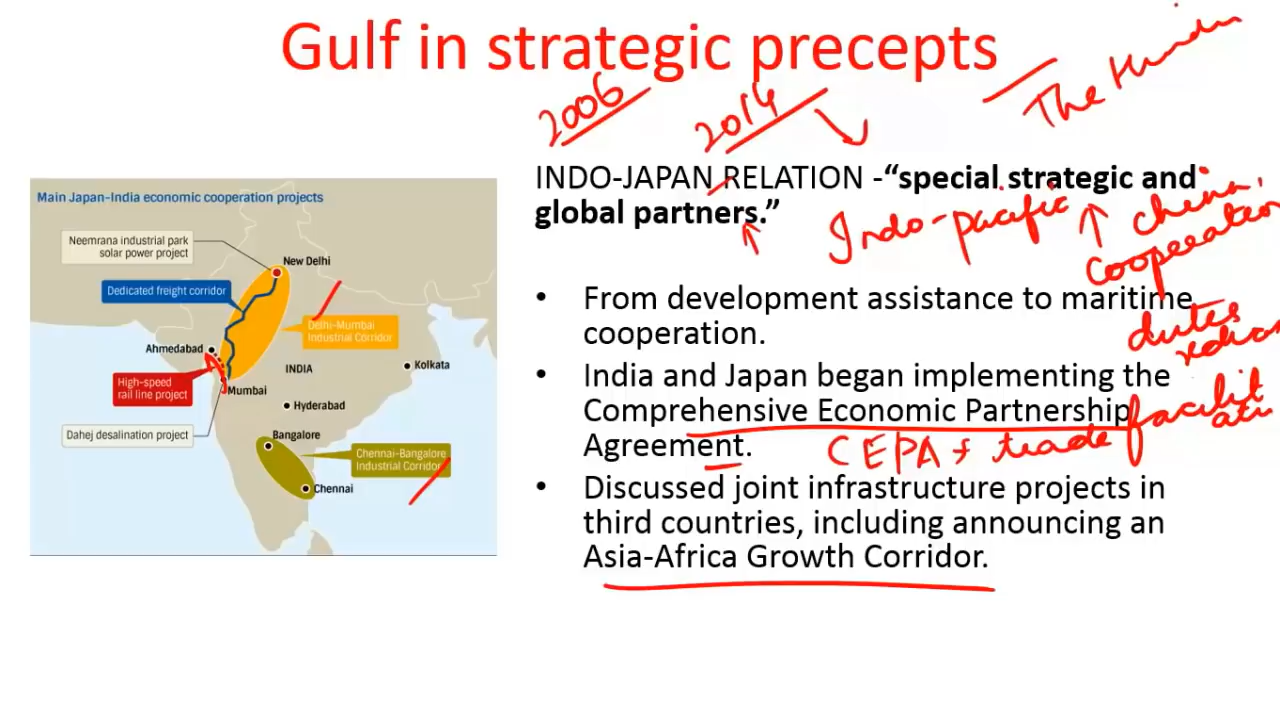 Gulf in strategic precepts
The Hindu
2006
2014
INDO-JAPAN RELATION -“special strategic and
global partners.”
Indo-pacific
china
cooperation
• From development assistance to maritime
cooperation.
duties
• India and Japan began implementing the
Comprehensive Economic Partnership
Agreement.
CEPA + trade facilit
• Discussed joint infrastructure projects in
third countries, including announcing an
Asia-Africa Growth Corridor.
Main Japan-India economic cooperation projects
Neemrana industrial park
solar power project
New Delhi
Dedicated freight corridor
Delhi-Mumbai
Industrial Corridor
Ahmedabad
Kolkata
INDIA
High-speed
rail line project
Mumbai
Hyderabad
Dahej desalination project
Bangalore
Chennai-Bangalore
Industrial Corridor
Chennai